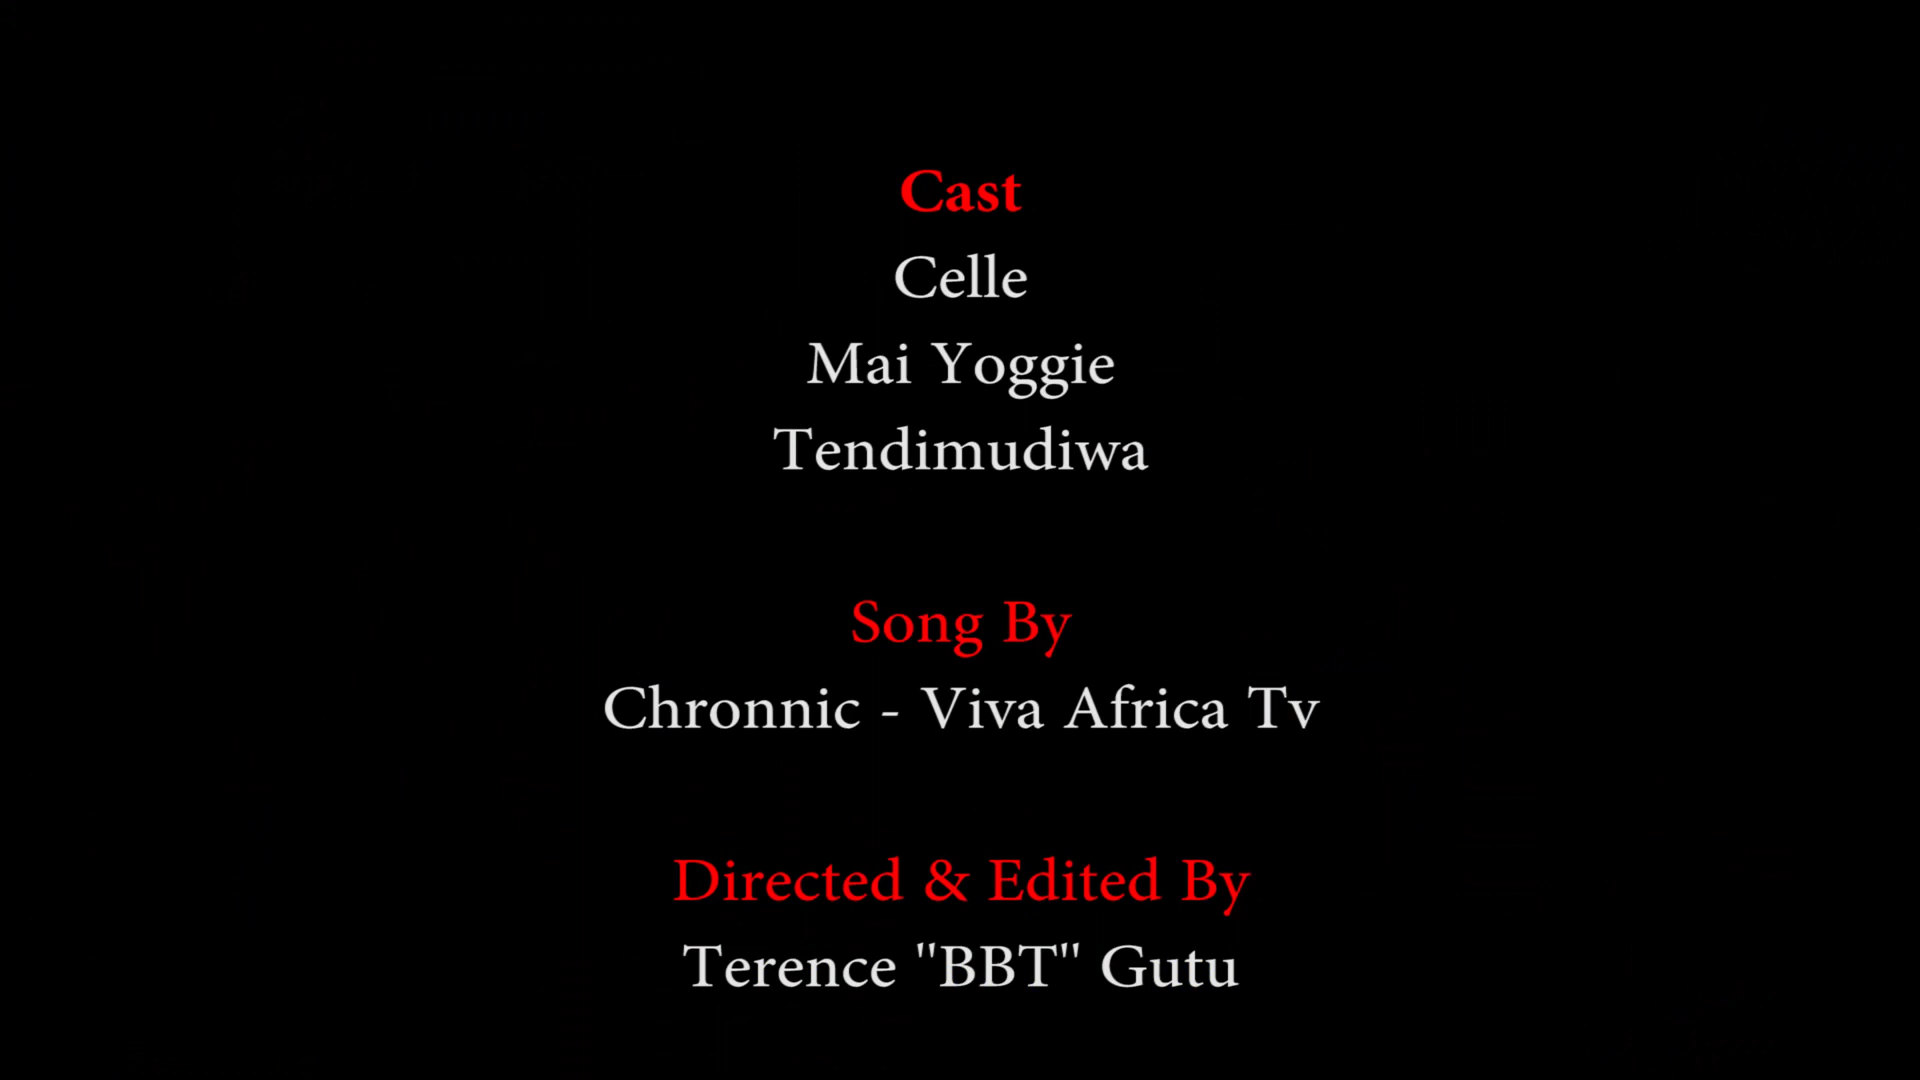 Cast
Celle
Mai Yoggie
Tendimudiwa
Song By
Chronnic - Viva Africa Tv
Directed & Edited By
Terence "BBT" Gutu